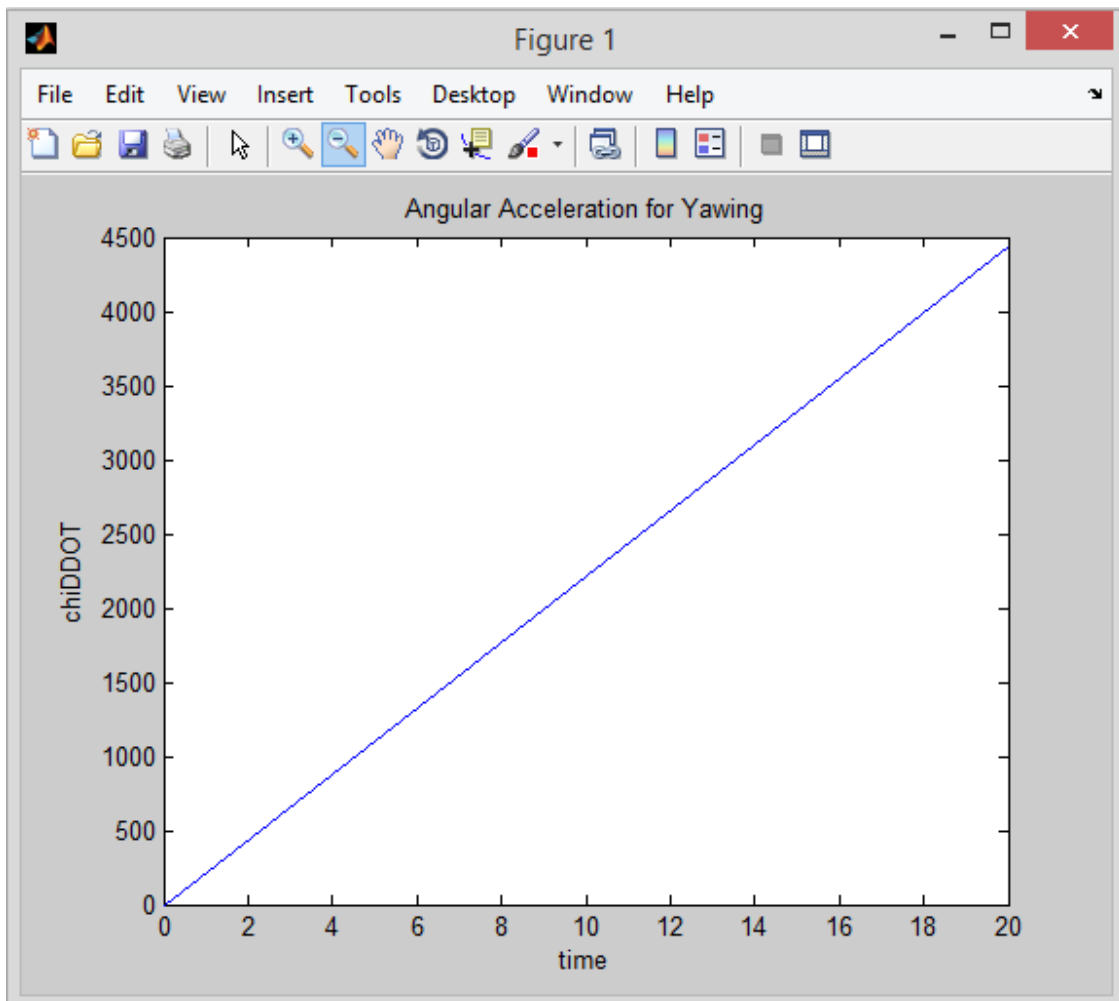 Figure 1
File Edit View Insert Tools Desktop Window Help
Angular Acceleration for Yawing
4500
4000
3500
3000
2500
2000
1500
1000
500
0
chiDDOT
0 2 4 6 8 10 12 14 16 18 20
time